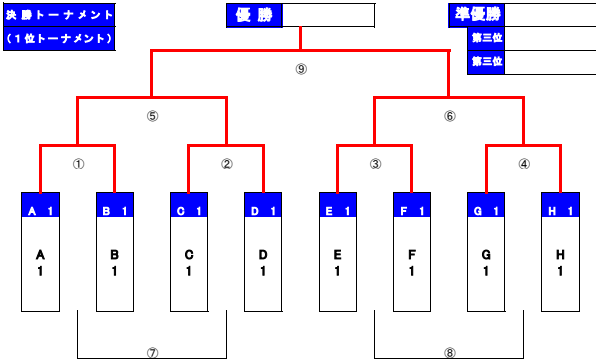 決勝トーナメント
(１位トーナメント)
優 勝
準優勝
第三位
第三位
⑨
⑤ ⑥
① ② ③ ④
A 1 B 1 C 1 D 1 E 1 F 1 G 1 H 1
A B C D E F G H
1 1 1 1 1 1 1 1
⑦ ⑧